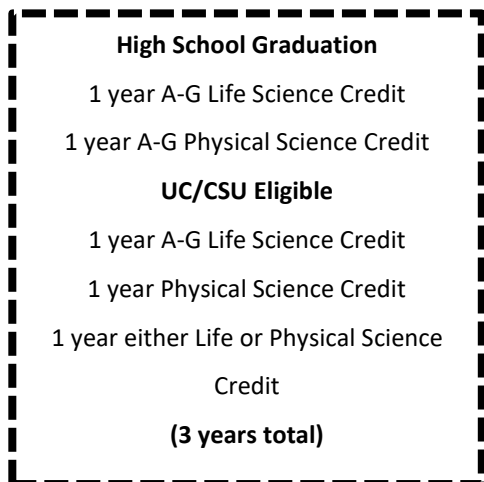 High School Graduation
1 year A-G Life Science Credit
1 year A-G Physical Science Credit
UC/CSU Eligible
1 year A-G Life Science Credit
1 year Physical Science Credit
1 year either Life or Physical Science
Credit
(3 years total)